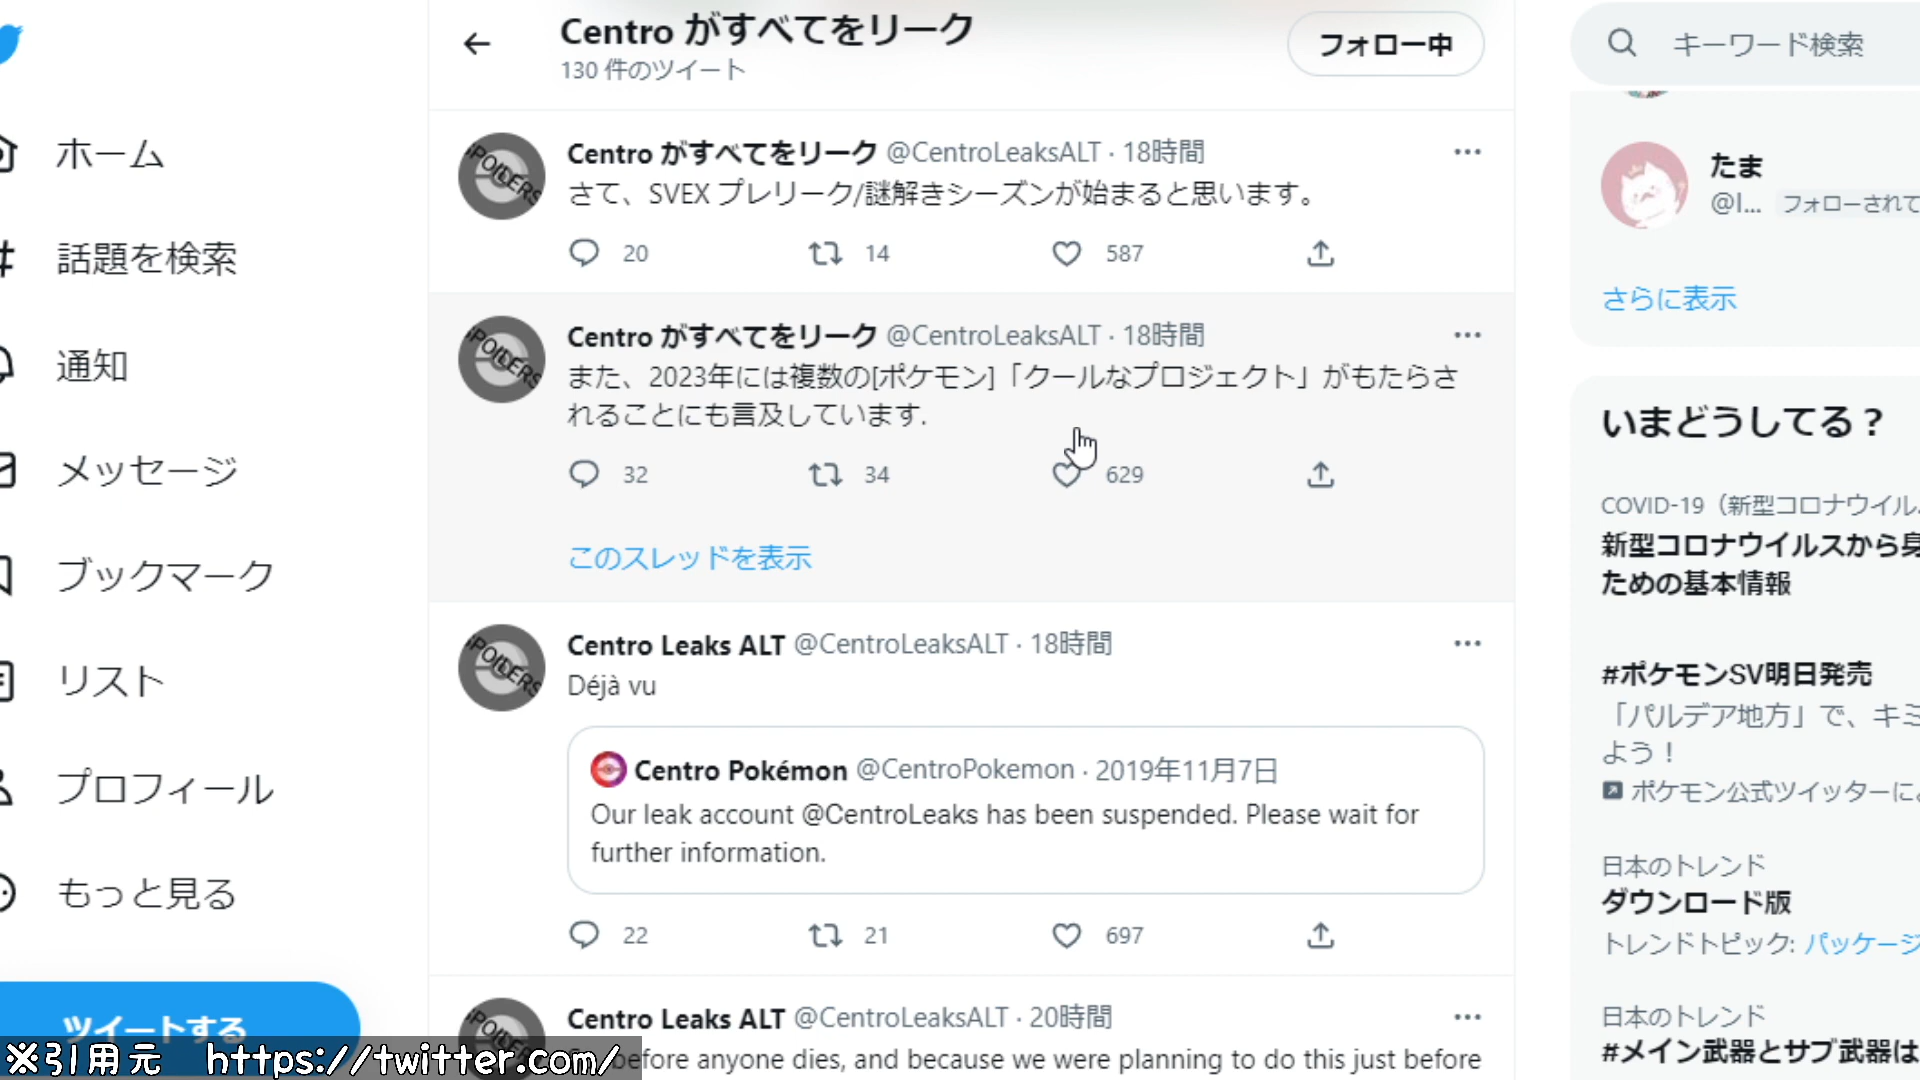 Centro がすべてをリーク
130 件のツイート
フォロー中
キーワード検索
ホーム
話題を検索
通知
メッセージ
ブックマーク
リスト
プロフィール
もっと見る
ツイートする
Centro がすべてをリーク @CentroLeaksALT · 18時間
さて、SVEX プレリーク/謎解きシーズンが始まると思います。
20 14 587
Centro がすべてをリーク @CentroLeaksALT · 18時間
また、2023年には複数の[ポケモン]「クールなプロジェクト」がもたらさ
れることにも言及しています.
32 34 629
このスレッドを表示
Centro Leaks ALT @CentroLeaksALT · 18時間
Déjà vu
Centro Pokémon @CentroPokemon · 2019年11月7日
Our leak account @CentroLeaks has been suspended. Please wait for
further information.
22 21 697
Centro Leaks ALT @CentroLeaksALT · 20時間
before anyone dies, and because we were planning to do this just before
たま
@I... フォローされて
さらに表示
いまどうしてる？
COVID-19（新型コロナウイル
新型コロナウイルスから身
ための基本情報
#ポケモンSV明日発売
「パルデア地方」で、キミ
よう！
ポケモン公式ツイッターに
日本のトレンド
ダウンロード版
トレンドトピック: パッケージ
日本のトレンド
#メイン武器とサブ武器は
※引用元 https://twitter.com/